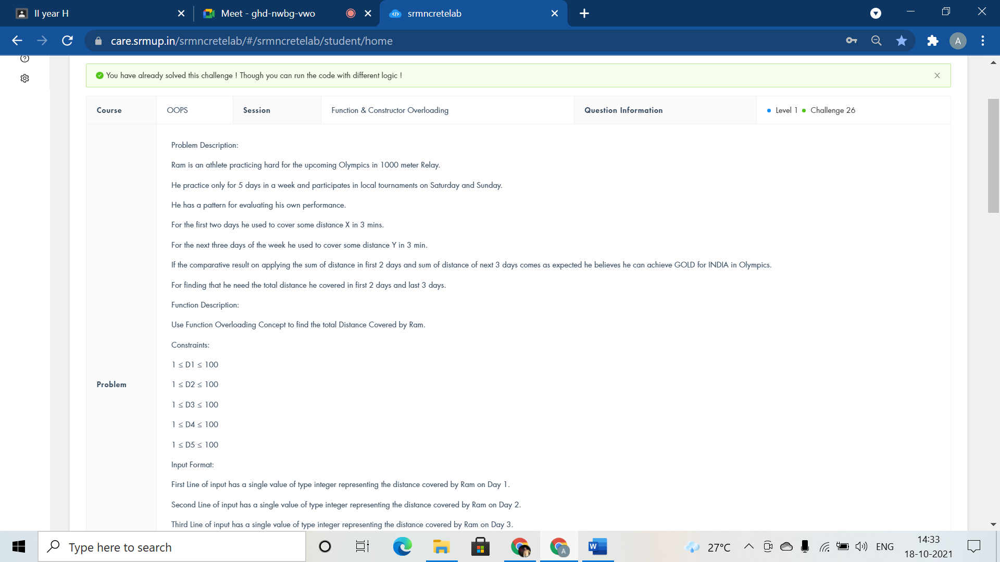 II year H
Meet - ghd-nwbg-vwo
srmncretelab
care.srmup.in/srmncretelab/#/srmncretelab/student/home
A
You have already solved this challenge ! Though you can run the code with different logic !
Course
OOPS
Session
Function & Constructor Overloading
Question Information
Level 1
Challenge 26
Problem
Problem Description:
Ram is an athlete practicing hard for the upcoming Olympics in 1000 meter Relay.
He practice only for 5 days in a week and participates in local tournaments on Saturday and Sunday.
He has a pattern for evaluating his own performance.
For the first two days he used to cover some distance X in 3 mins.
For the next three days of the week he used to cover some distance Y in 3 min.
If the comparative result on applying the sum of distance in first 2 days and sum of distance of next 3 days comes as expected he believes he can achieve GOLD for INDIA in Olympics.
For finding that he need the total distance he covered in first 2 days and last 3 days.
Function Description:
Use Function Overloading Concept to find the total Distance Covered by Ram.
Constraints:
1 ≤ D1 ≤ 100
1 ≤ D2 ≤ 100
1 ≤ D3 ≤ 100
1 ≤ D4 ≤ 100
1 ≤ D5 ≤ 100
Input Format:
First Line of input has a single value of type integer representing the distance covered by Ram on Day 1.
Second Line of input has a single value of type integer representing the distance covered by Ram on Day 2.
Third Line of input has a single value of type integer representing the distance covered by Ram on Day 3.
Type here to search
A
W
27°C
ENG
14:33
18-10-2021